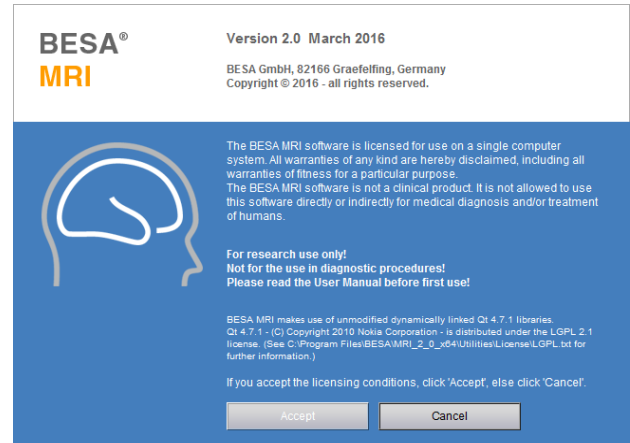 BESA®
MRI
Version 2.0 March 2016
BESA GmbH, 82166 Graefelfing, Germany
Copyright © 2016 - all rights reserved.
The BESA MRI software is licensed for use on a single computer
system. All warranties of any kind are hereby disclaimed, including all
warranties of fitness for a particular purpose.
The BESA MRI software is not a clinical product. It is not allowed to use
this software directly or indirectly for medical diagnosis and/or treatment
of humans.
For research use only!
Not for the use in diagnostic procedures!
Please read the User Manual before first use!
BESA MRI makes use of unmodified dynamically linked Qt 4.7.1 libraries.
Qt 4.7.1 - (C) Copyright 2010 Nokia Corporation - is distributed under the LGPL 2.1
license. (See C:\Program Files\BESA\MRI_2_0_x64\Utilities\License\LGPL.txt for
further information.)
If you accept the licensing conditions, click 'Accept', else click 'Cancel'.
Accept
Cancel